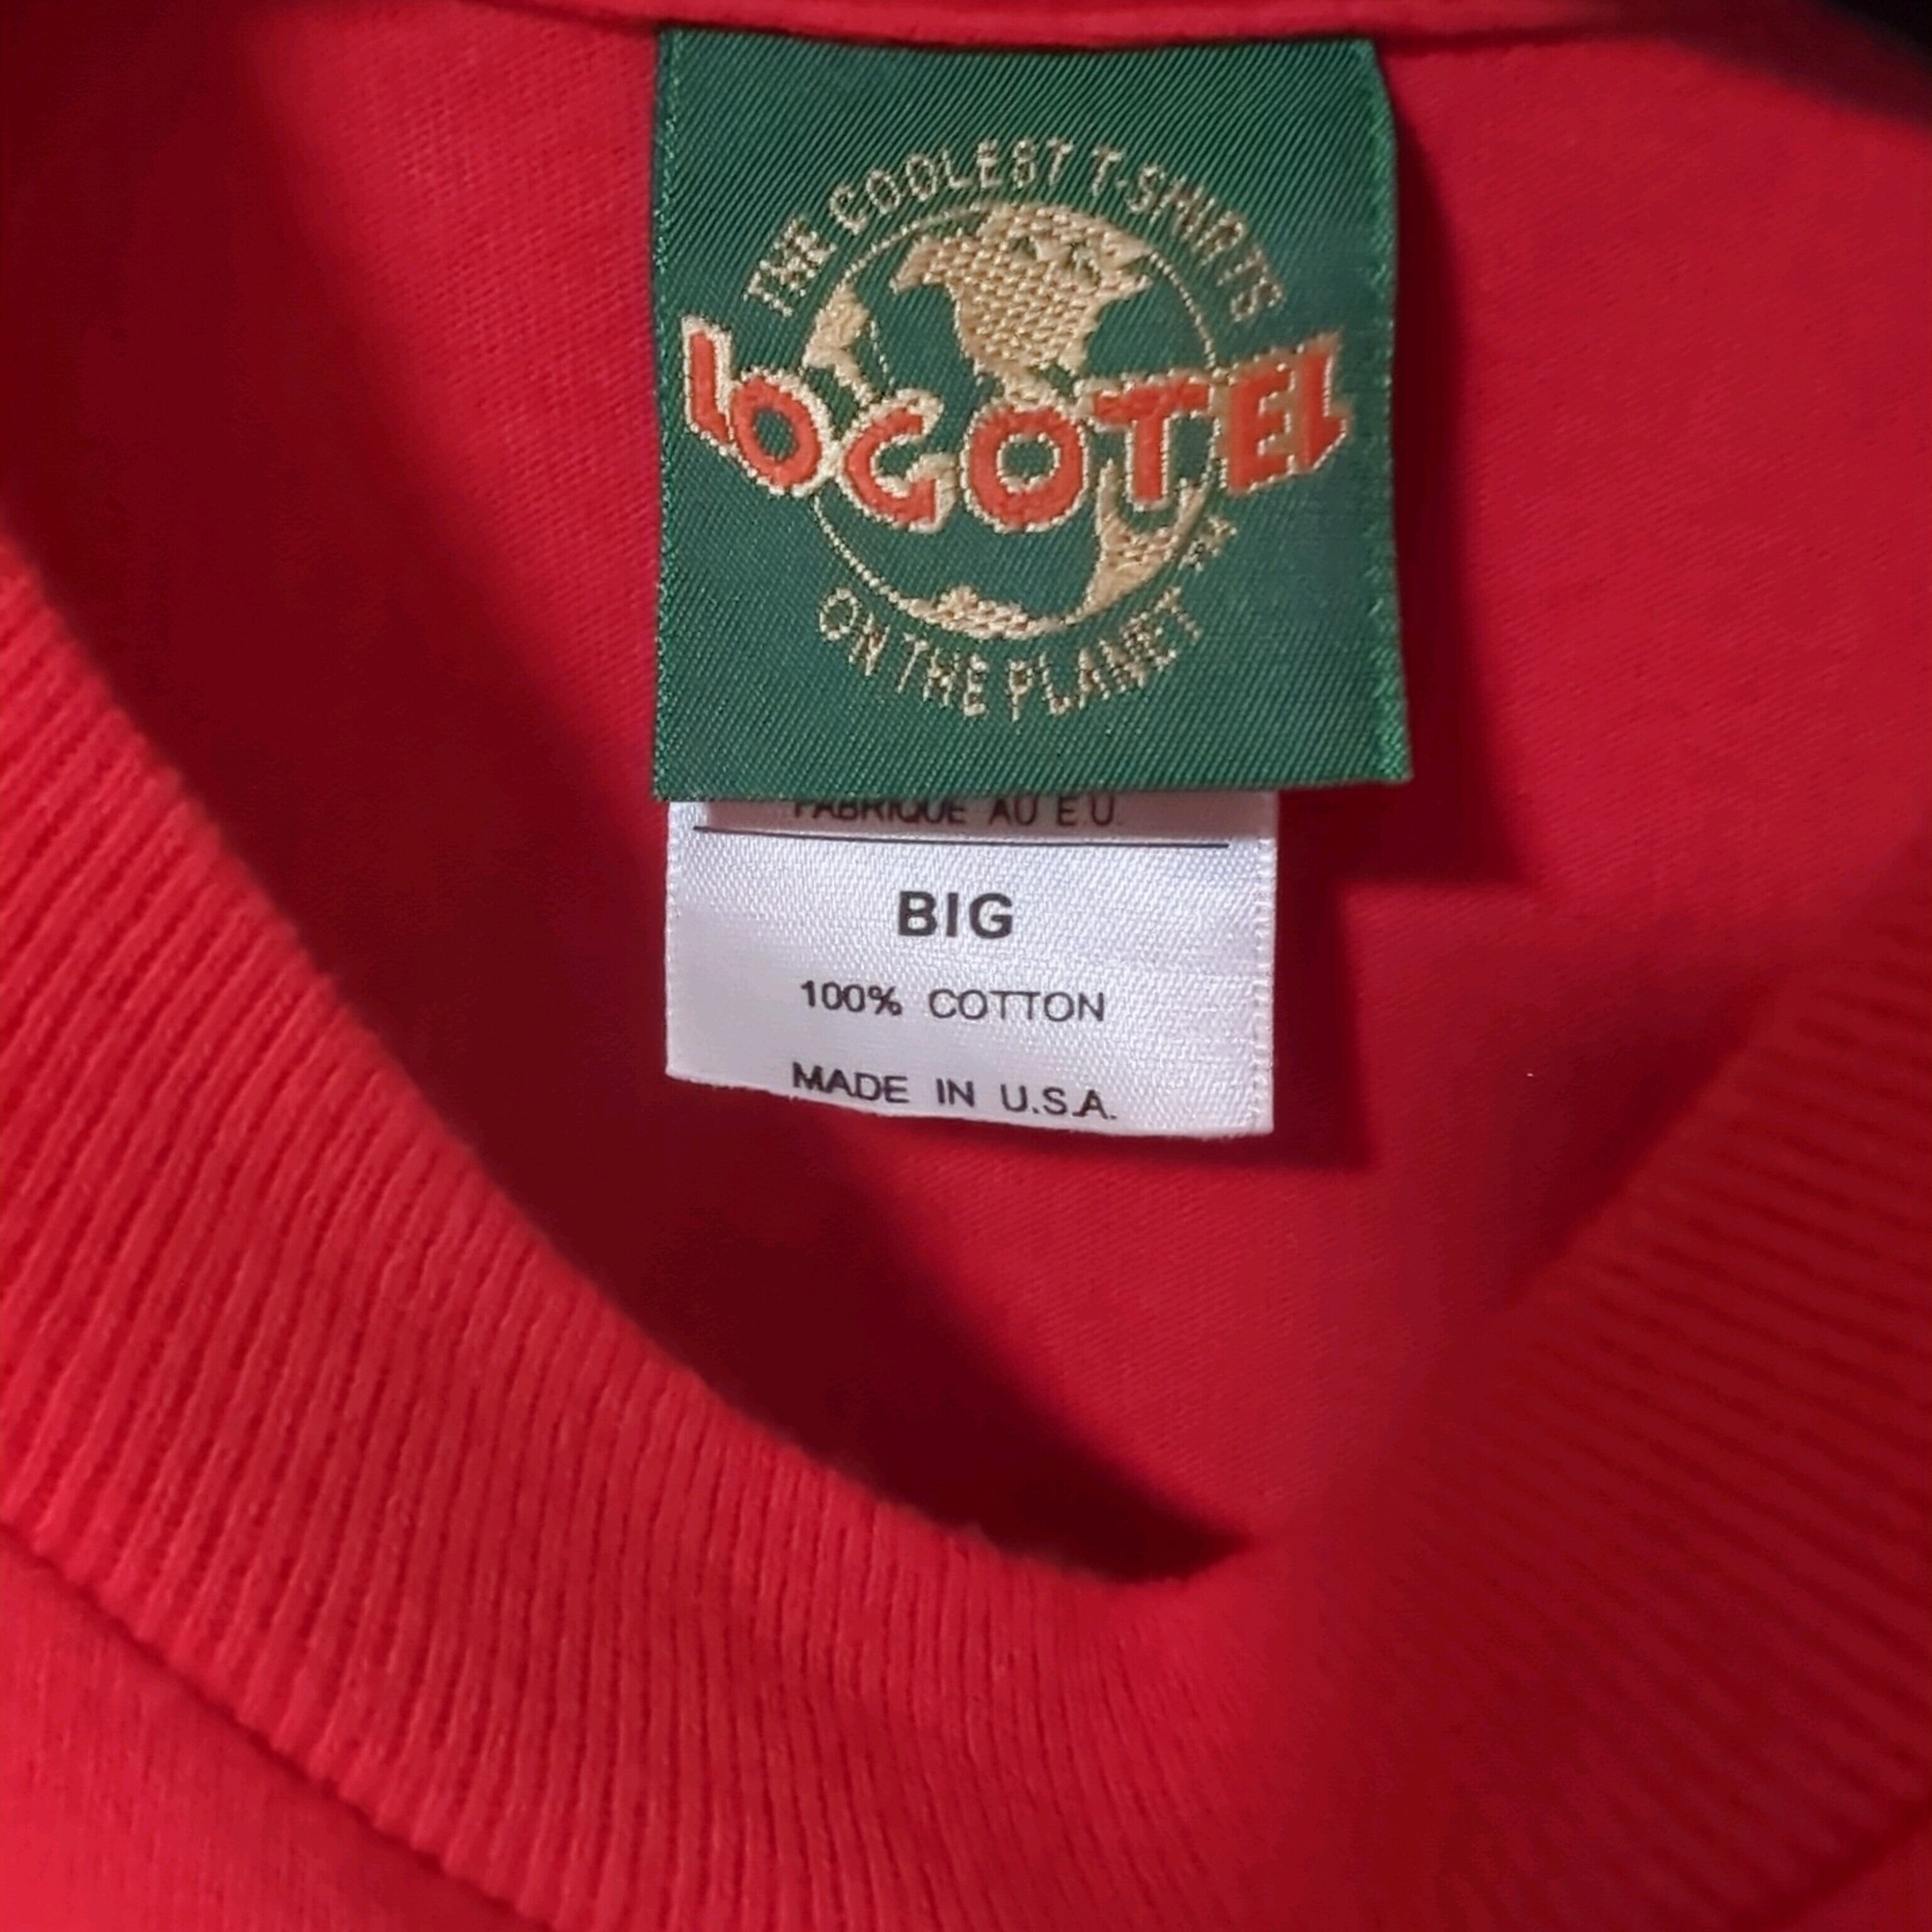 THE COOLEST T-SHIRTS
LOGOTEL
ON THE PLANET
FABRIQUE AU E.U.
BIG
100% COTTON
MADE IN U.S.A.